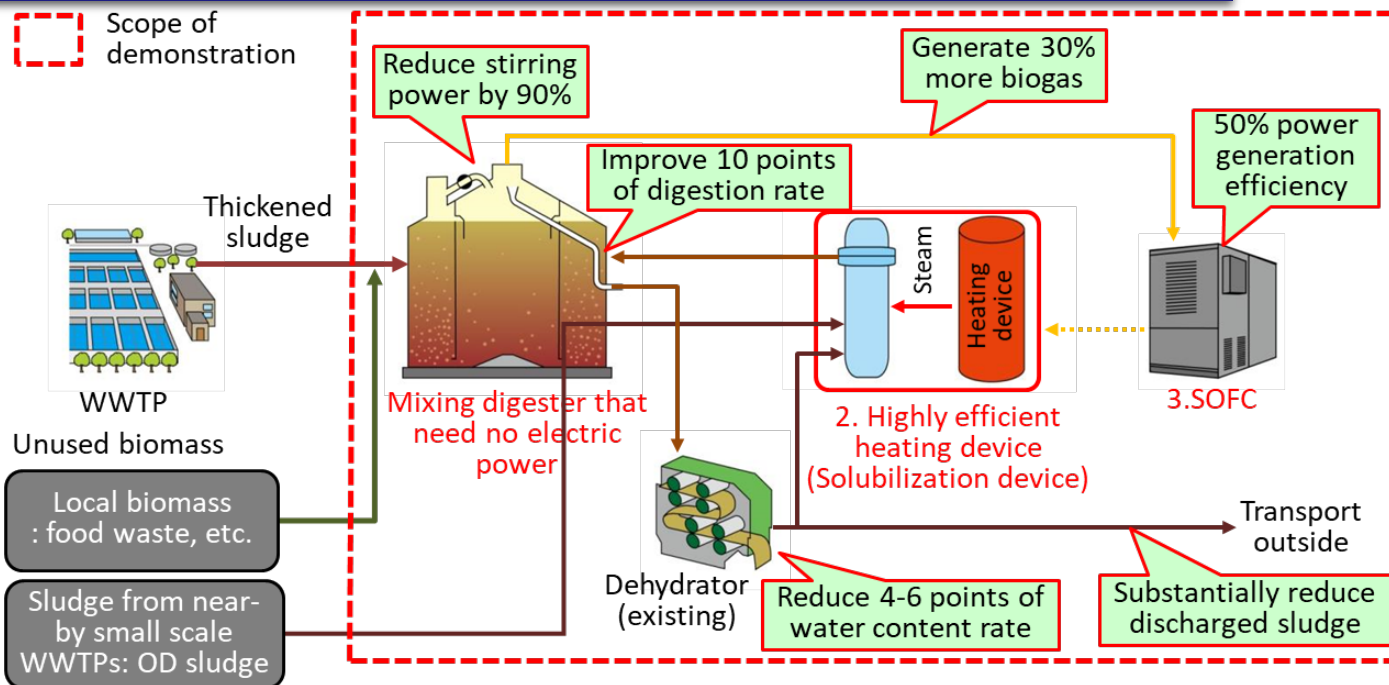 Scope of
demonstration
Reduce stirring
power by 90%
Generate 30%
more biogas
50% power
generation
efficiency
Improve 10 points
of digestion rate
Thickened
sludge
Steam
Heating
device
WWTP
Mixing digester that
need no electric
power
2. Highly efficient
heating device
(Solubilization device)
3.SOFC
Unused biomass
Local biomass
: food waste, etc.
Sludge from near-
by small scale
WWTPs: OD sludge
Dehydrator
(existing)
Reduce 4-6 points of
water content rate
Transport
outside
Substantially reduce
discharged sludge